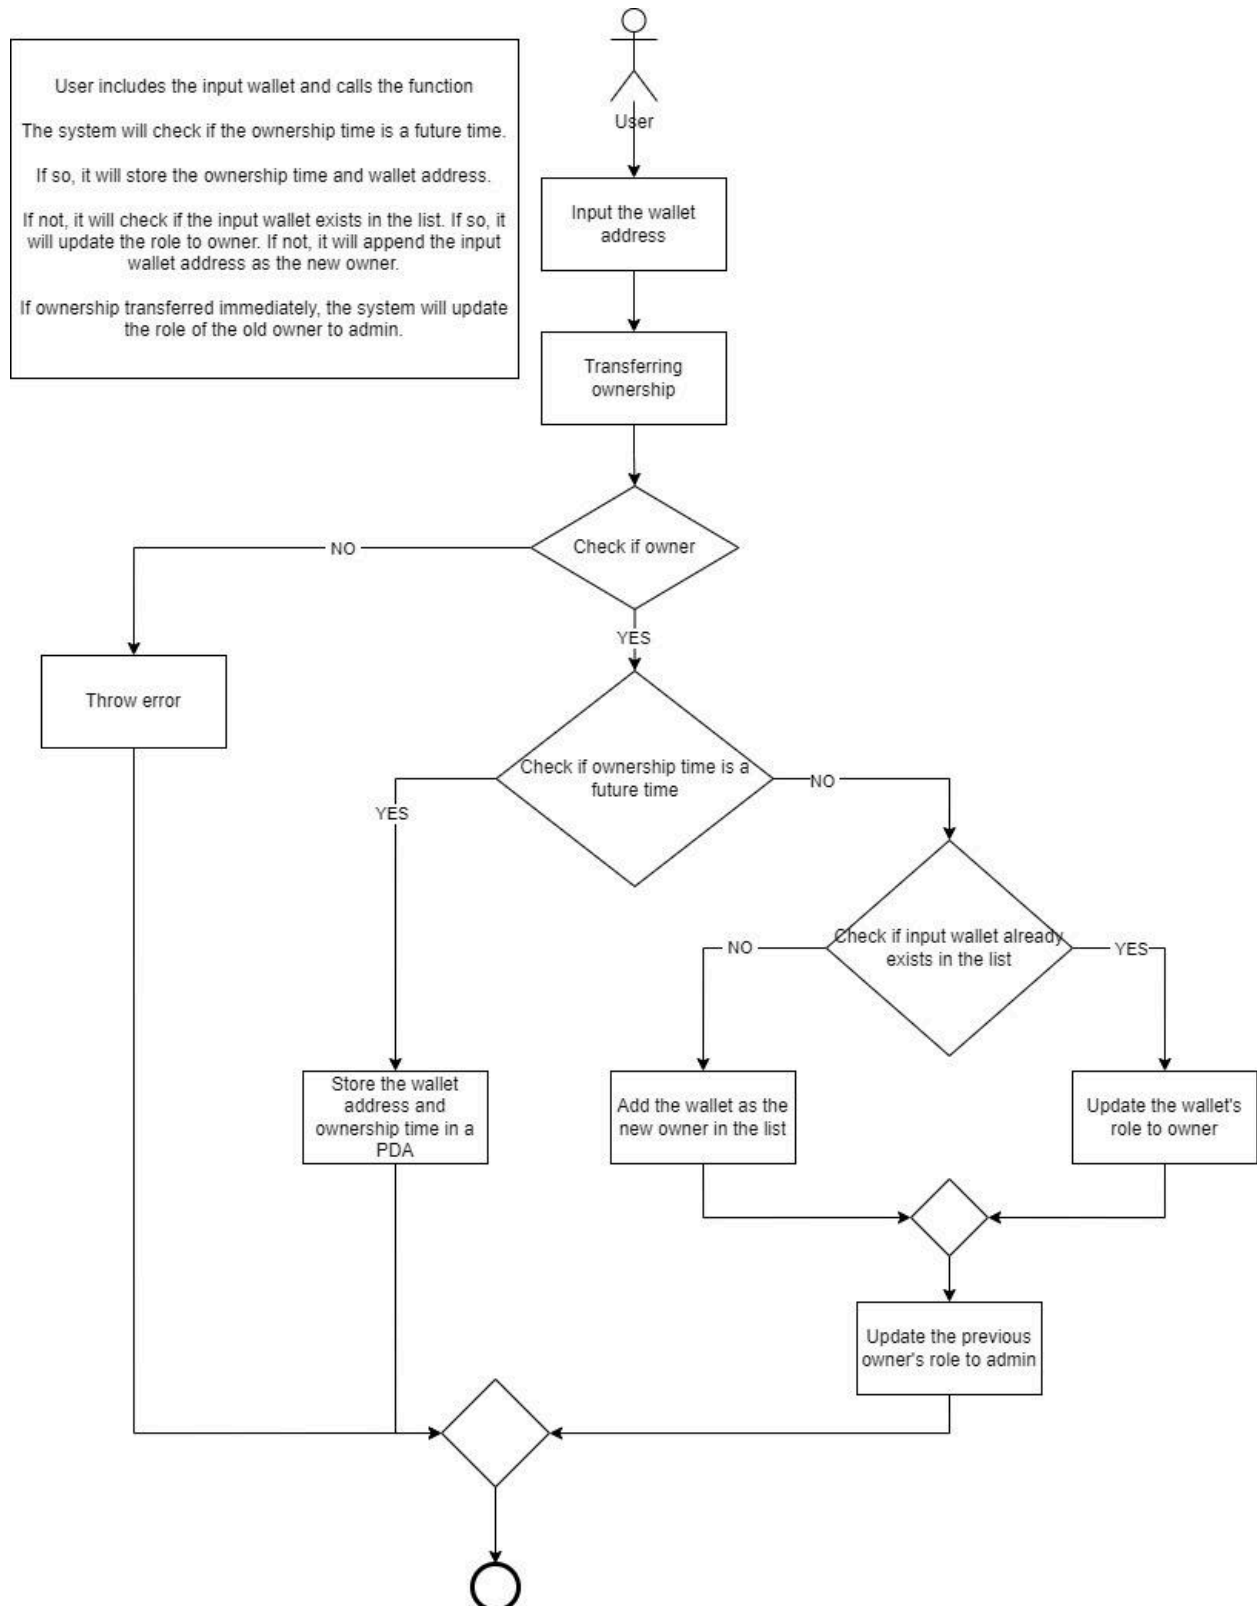 User includes the input wallet and calls the function
The system will check if the ownership time is a future time.
If so, it will store the ownership time and wallet address.
If not, it will check if the input wallet exists in the list. If so, it
will update the role to owner. If not, it will append the input
wallet address as the new owner.
If ownership transferred immediately, the system will update
the role of the old owner to admin.
User
Input the wallet
address
Transferring
ownership
Check if owner
NO
YES
Throw error
Check if ownership time is a
future time
YES
NO
Check if input wallet already
exists in the list
NO
YES
Store the wallet
address and
ownership time in a
PDA
Add the wallet as the
new owner in the list
Update the wallet's
role to owner
Update the previous
owner's role to admin